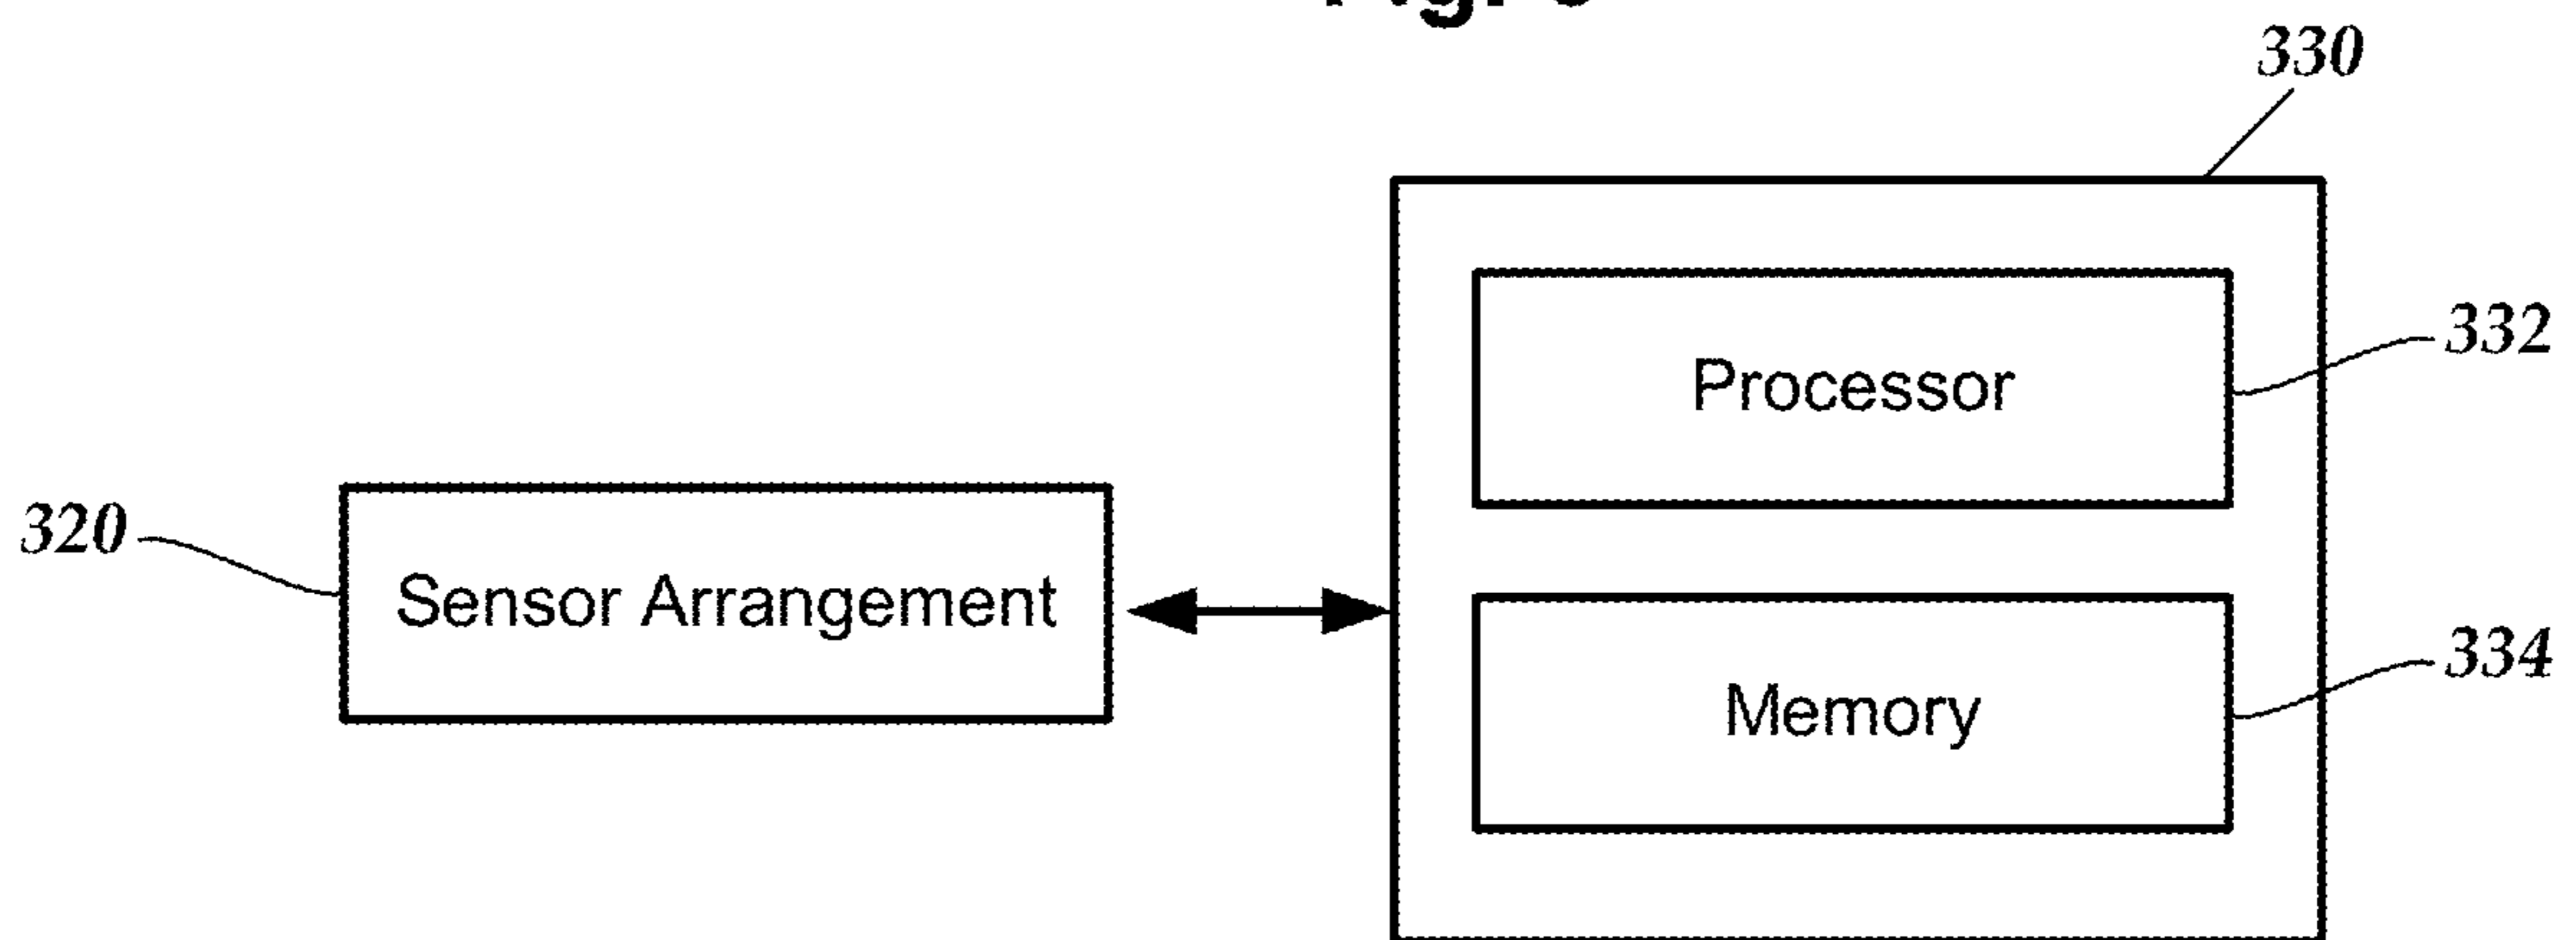 330
332
Processor
320
Sensor Arrangement
334
Memory